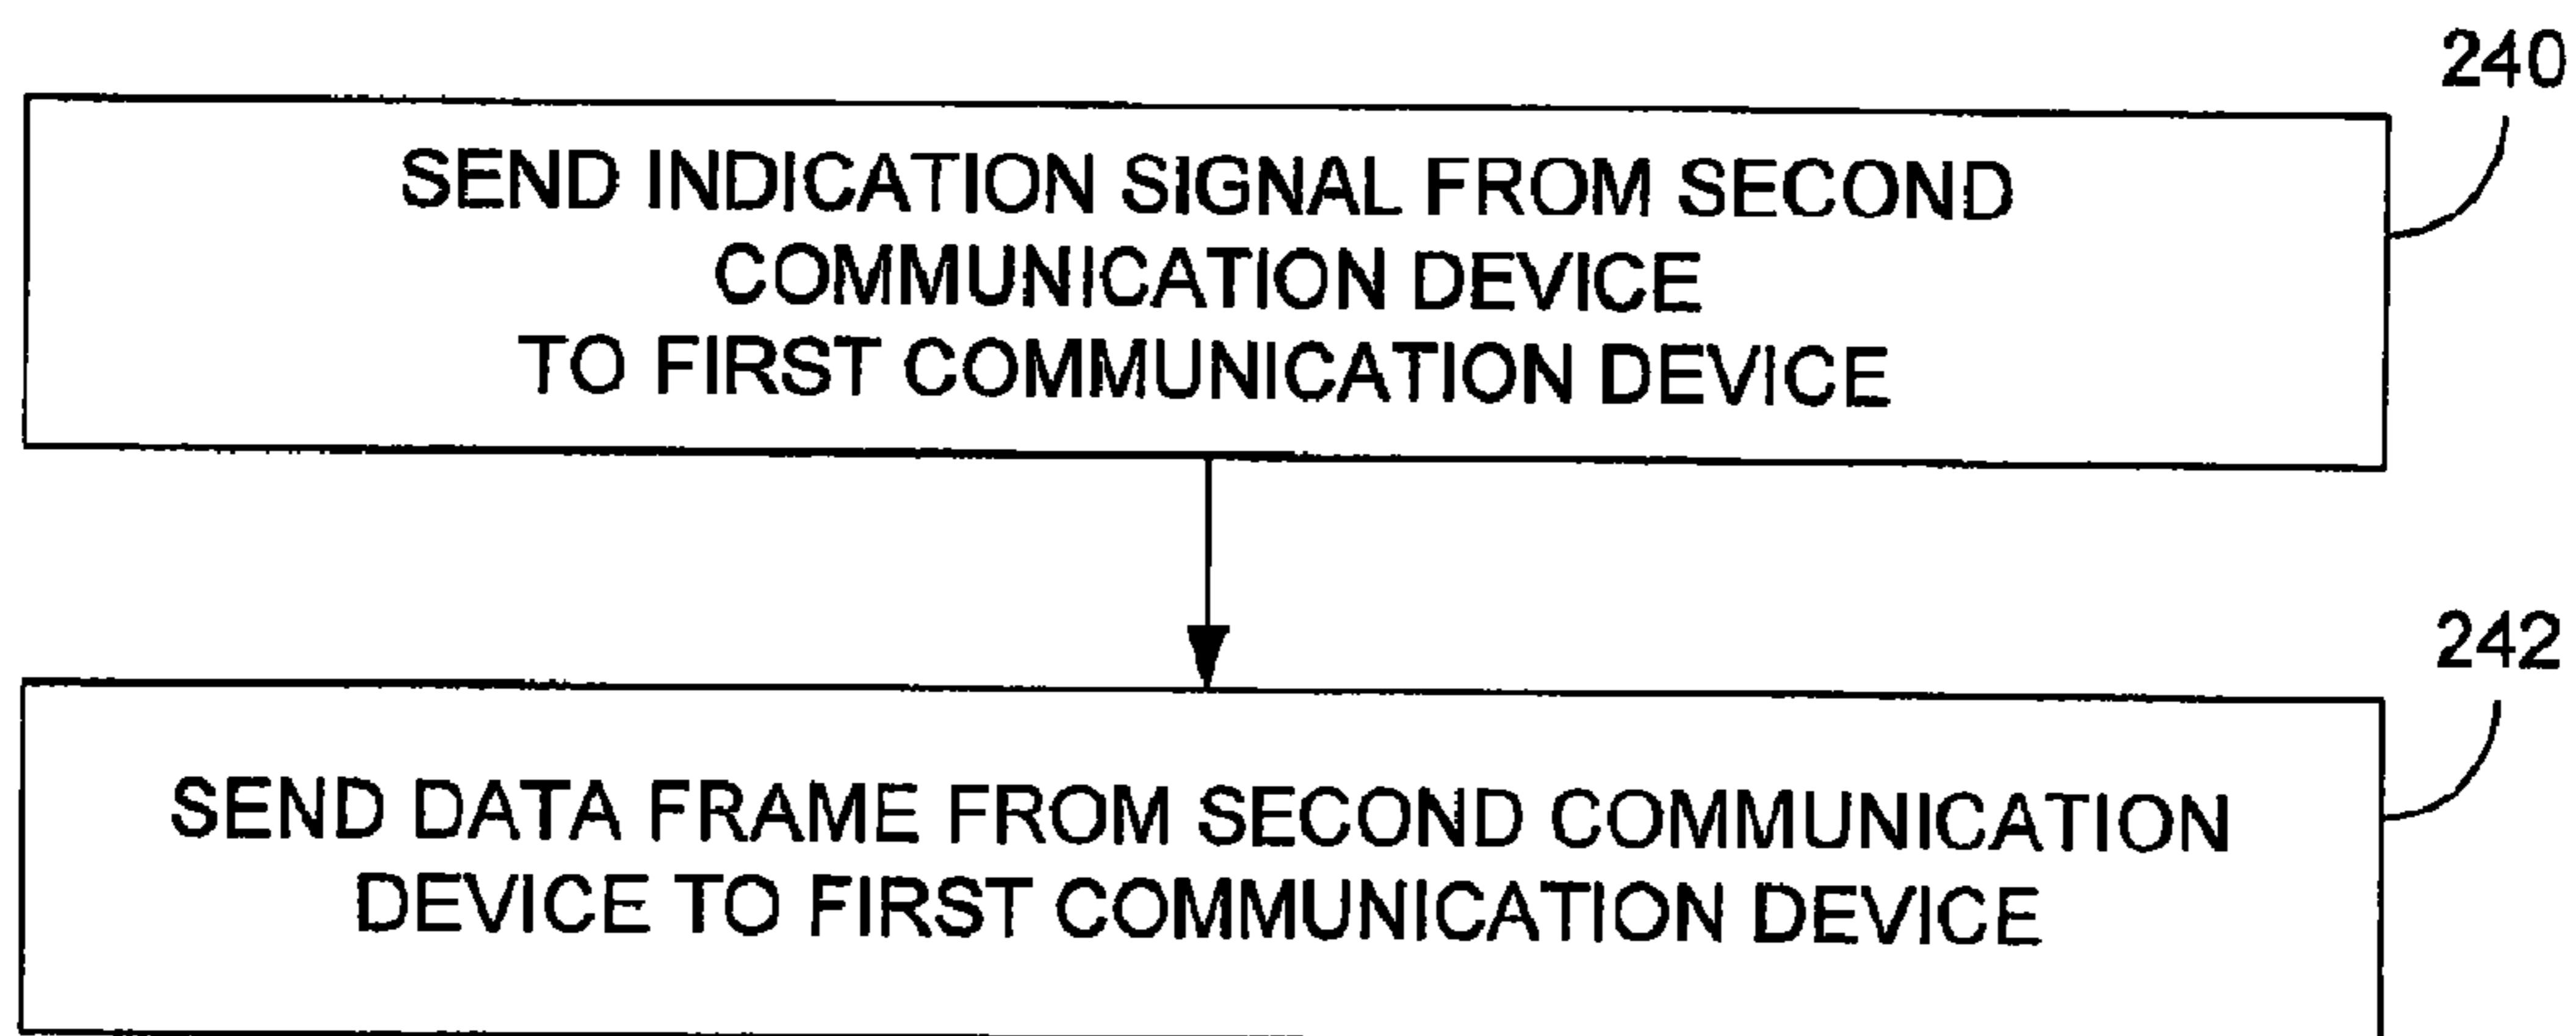 240
SEND INDICATION SIGNAL FROM SECOND
COMMUNICATION DEVICE
TO FIRST COMMUNICATION DEVICE
242
SEND DATA FRAME FROM SECOND COMMUNICATION
DEVICE TO FIRST COMMUNICATION DEVICE